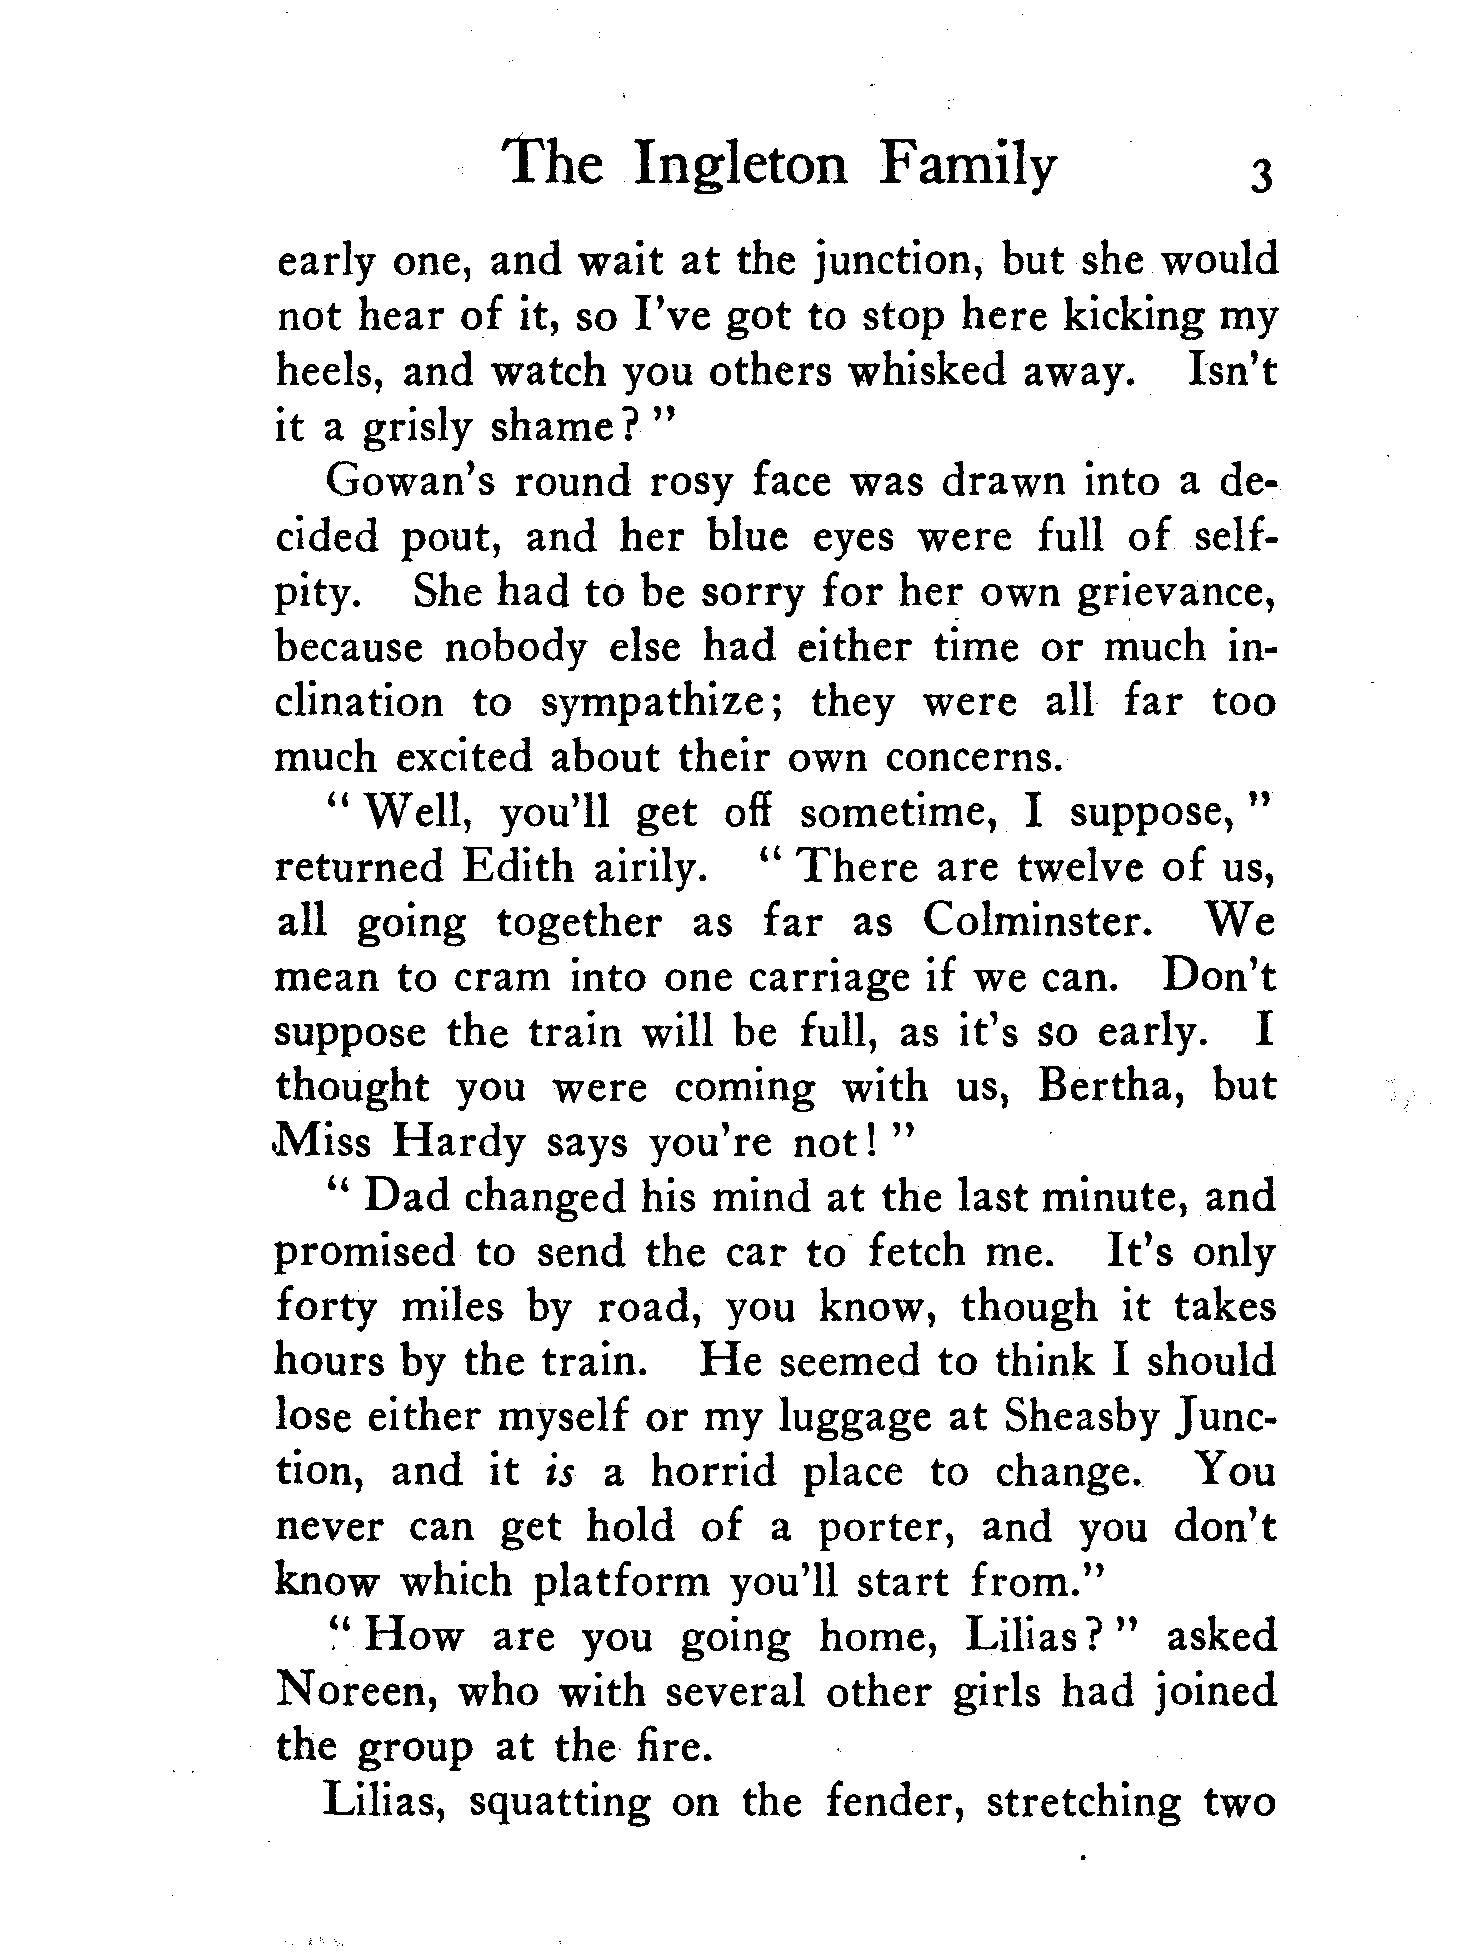 The Ingleton Family 3
early one, and wait at the junction, but she would
not hear of it, so I've got to stop here kicking my
heels, and watch you others whisked away. Isn't
it a grisly shame?"
Gowan's round rosy face was drawn into a de-
cided pout, and her blue eyes were full of self-
pity. She had to be sorry for her own grievance,
because nobody else had either time or much in-
clination to sympathize; they were all far too
much excited about their own concerns.
"Well, you'll get off sometime, I suppose,"
returned Edith airily. "There are twelve of us,
all going together as far as Colminster. We
mean to cram into one carriage if we can. Don't
suppose the train will be full, as it's so early. I
thought you were coming with us, Bertha, but
Miss Hardy says you're not!"
"Dad changed his mind at the last minute, and
promised to send the car to fetch me. It's only
forty miles by road, you know, though it takes
hours by the train. He seemed to think I should
lose either myself or my luggage at Sheasby Junc-
tion, and it is a horrid place to change. You
never can get hold of a porter, and you don't
know which platform you'll start from."
"How are you going home, Lilias?" asked
Noreen, who with several other girls had joined
the group at the fire.
Lilias, squatting on the fender, stretching two